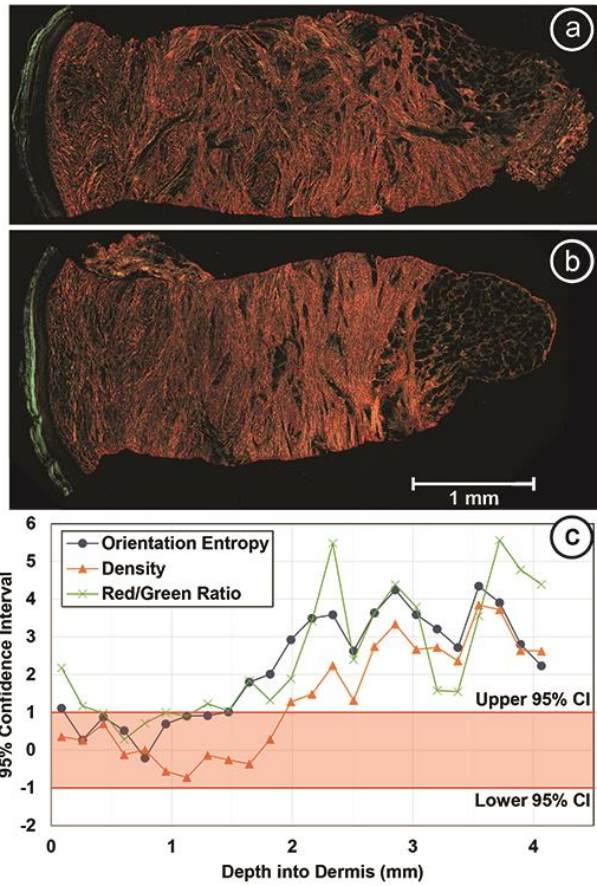 a
b
1 mm
c
6
5
4
3
2
1
0
-1
-2
95% Confidence Interval
Orientation Entropy
Density
Red/Green Ratio
Upper 95% CI
Lower 95% CI
0 1 2 3 4
Depth into Dermis (mm)